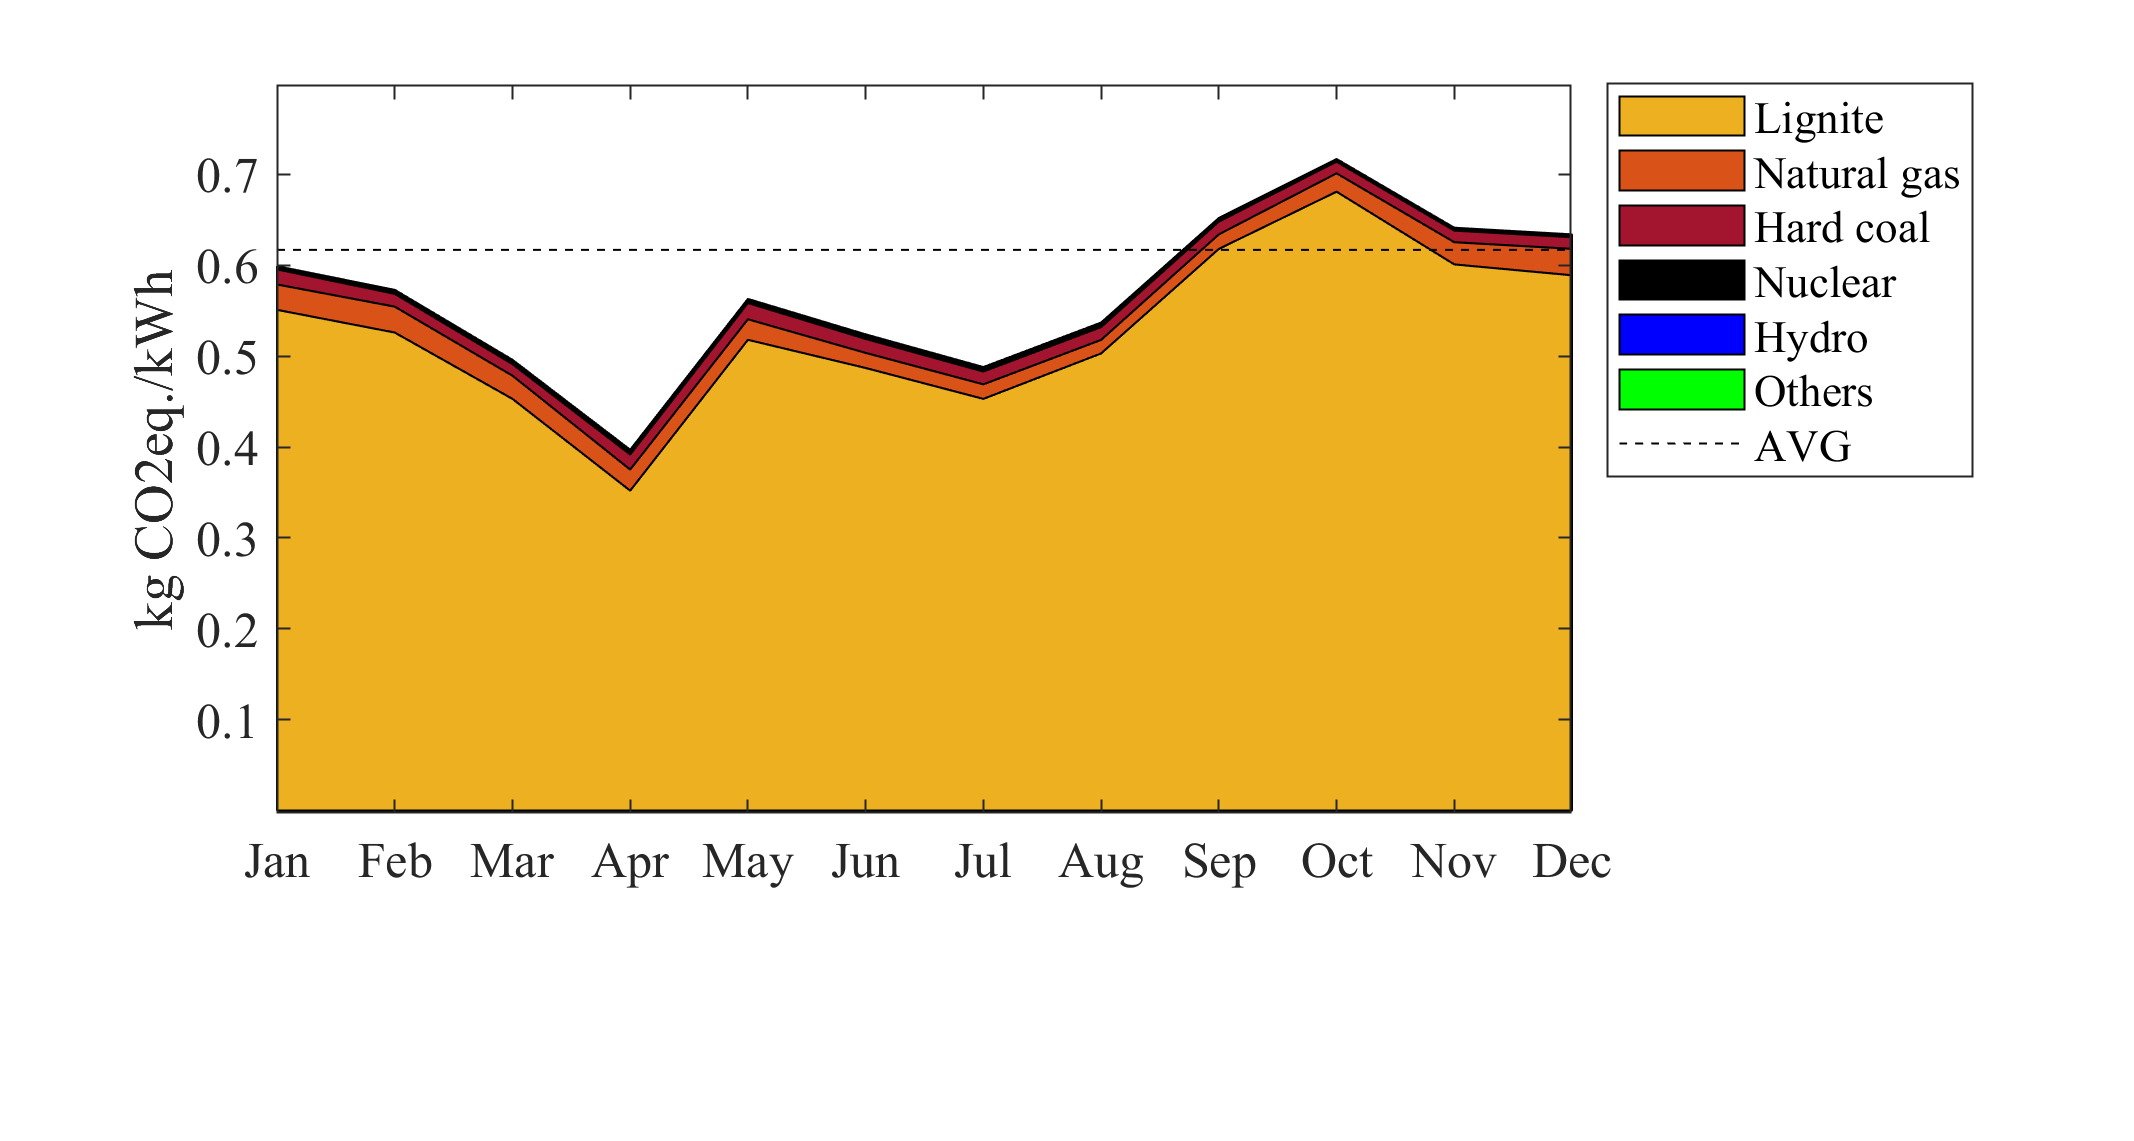 kg CO2eq./kWh
0.7
0.6
0.5
0.4
0.3
0.2
0.1
Jan Feb Mar Apr May Jun Jul Aug Sep Oct Nov Dec
Lignite
Natural gas
Hard coal
Nuclear
Hydro
Others
AVG